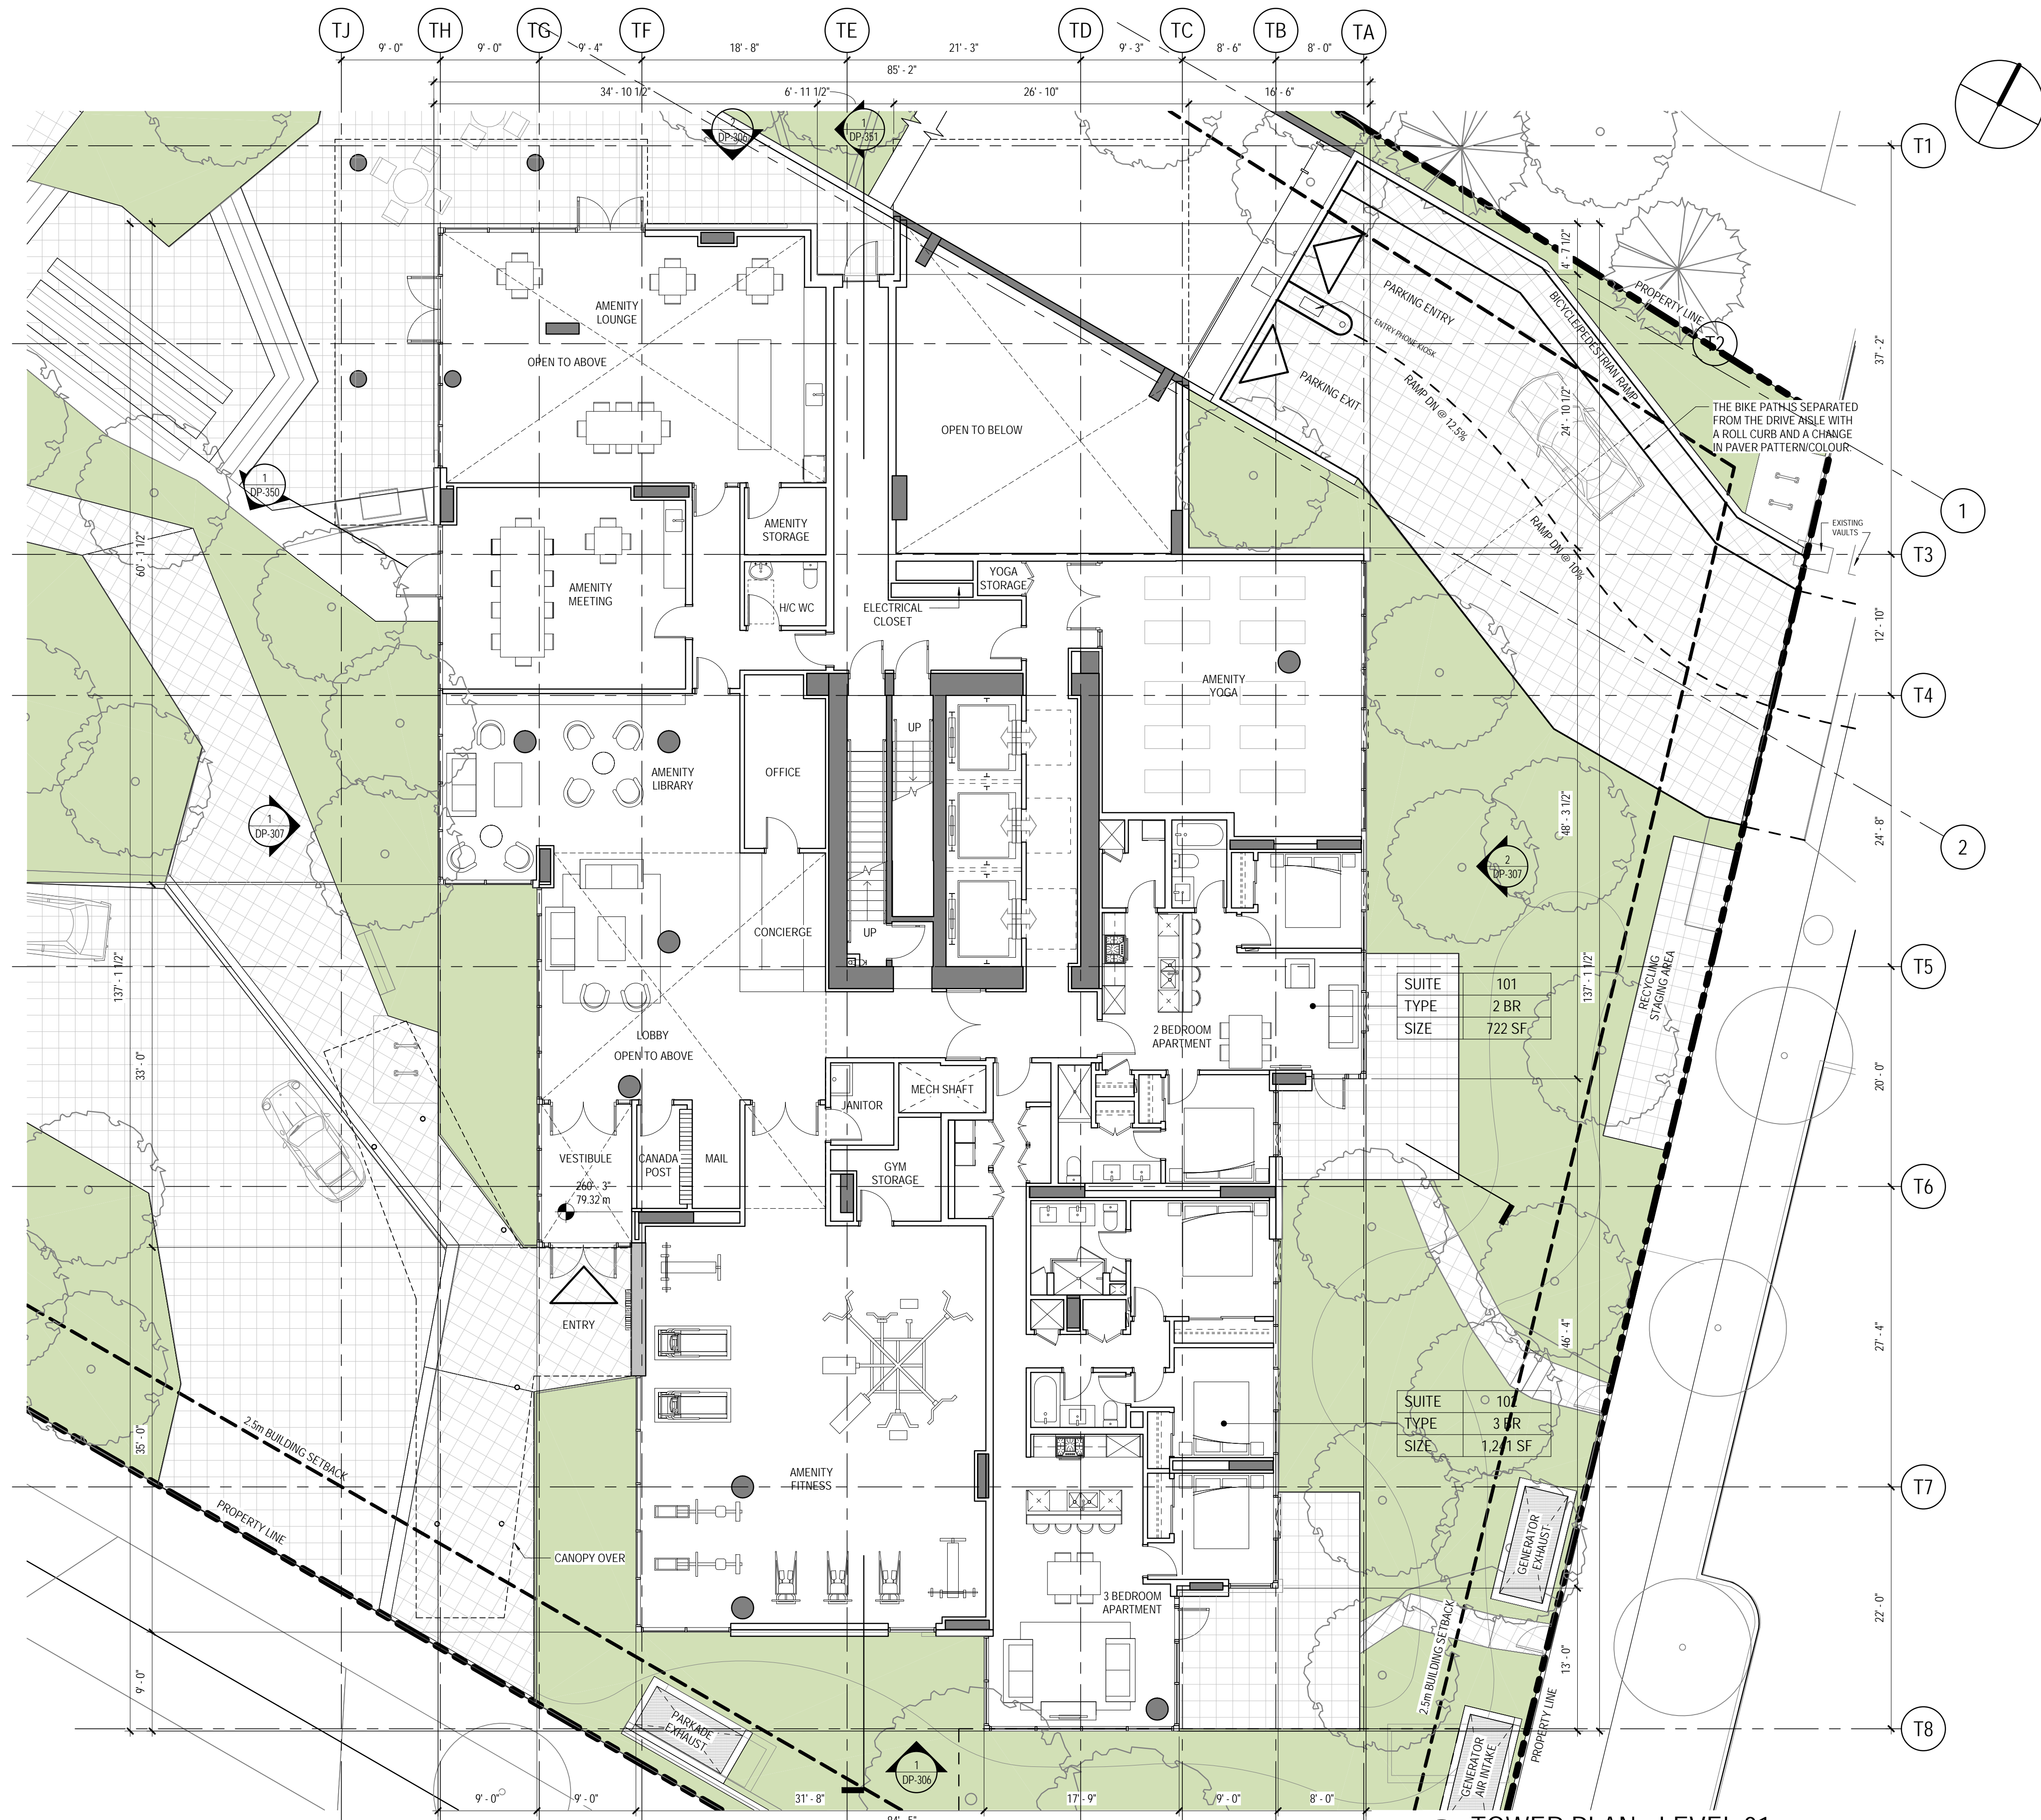 TJ
TH
TG
TF
TE
TD
TC
TB
TA
9' - 0"
9' - 0"
9' - 4"
18' - 8"
21' - 3"
9' - 3"
8' - 6"
8' - 0"
85' - 2"
34' - 10 1/2"
6' - 11 1/2"
26' - 10"
16' - 6"
2
DP-306
1
DP-351
T1
4' - 7 1/2"
PROPERTY LINE
PARKING ENTRY
BICYCLE/PEDESTRIAN RAMP
AMENITY
LOUNGE
ENTRY PHONE KIOSK
T2
37' - 2"
OPEN TO ABOVE
PARKING EXIT
RAMP DN @ 12.5%
24' - 10 1/2"
THE BIKE PATH IS SEPARATED
FROM THE DRIVE AISLE WITH
A ROLL CURB AND A CHANGE
IN PAVER PATTERN/COLOUR.
OPEN TO BELOW
1
DP-350
1
AMENITY
STORAGE
EXISTING
VAULTS
RAMP DN @ 10%
60' - 1 1/2"
T3
YOGA
STORAGE
AMENITY
MEETING
H/C WC
ELECTRICAL
CLOSET
12' - 10"
AMENITY
YOGA
T4
UP
AMENITY
LIBRARY
OFFICE
1
DP-307
48' - 3 1/2"
24' - 8"
2
2
DP-307
CONCIERGE
UP
T5
137' - 1 1/2"
137' - 1 1/2"
RECYCLING
STAGING AREA
SUITE 101
TYPE 2 BR
SIZE 722 SF
LOBBY
OPEN TO ABOVE
2 BEDROOM
APARTMENT
33' - 0"
20' - 0"
MECH SHAFT
JANITOR
VESTIBULE
CANADA
POST
MAIL
GYM
STORAGE
260' - 3"
79.32 m
T6
ENTRY
46' - 4"
27' - 4"
SUITE
TYPE 3 BR
SIZE
2.5m BUILDING SETBACK
35' - 0"
AMENITY
FITNESS
T7
PROPERTY LINE
GENERATOR
EXHAUST
CANOPY OVER
3 BEDROOM
APARTMENT
22' - 0"
2.5m BUILDING SETBACK
13' - 0"
9' - 0"
PARKADE
EXHAUST
PROPERTY LINE
T8
GENERATOR
AIR INTAKE
1
DP-306
9' - 0"
9' - 0"
31' - 8"
17' - 9"
9' - 0"
8' - 0"